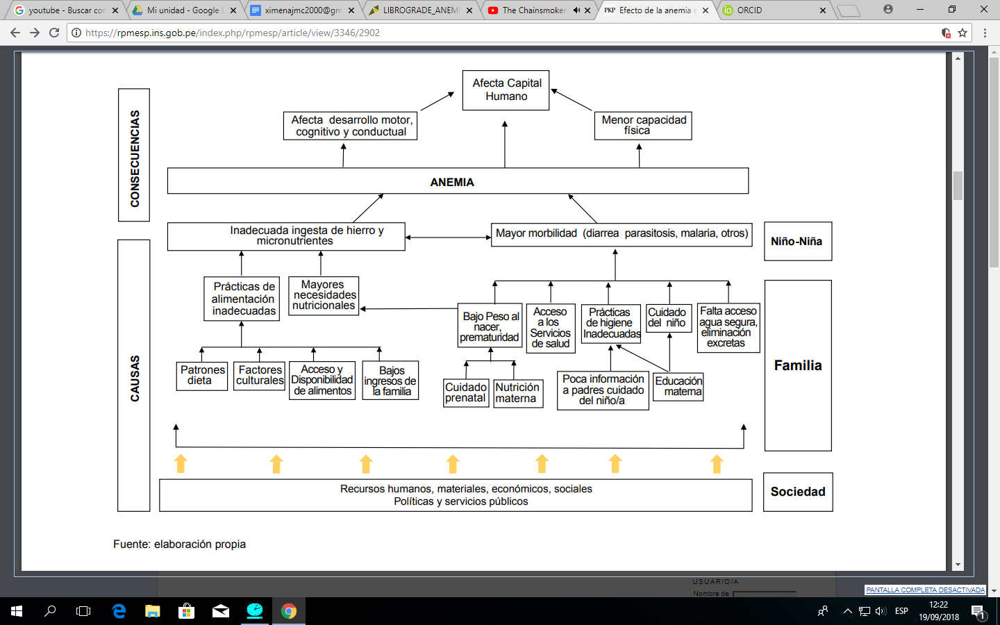 youtube - Buscar con
Mi unidad - Google D
ximenajmc2000@gm
LIBROGRADE_ANEM
The Chainsmoker
PKP Efecto de la anemia e
ORCID
https://rpmesp.ins.gob.pe/index.php/rpmesp/article/view/3346/2902
CONSECUENCIAS
Afecta Capital
Humano
Afecta desarrollo motor,
cognitivo y conductual
Menor capacidad
física
ANEMIA
CAUSAS
Inadecuada ingesta de hierro y
micronutrientes
Mayor morbilidad (diarrea parasitosis, malaria, otros)
Niño-Niña
Prácticas de
alimentación
inadecuadas
Mayores
necesidades
nutricionales
Bajo Peso al
nacer,
prematuridad
Acceso
a los
Servicios
de salud
Prácticas
de higiene
Inadecuadas
Cuidado
del niño
Falta acceso
agua segura,
eliminación
excretas
Familia
Patrones
dieta
Factores
culturales
Acceso y
Disponibilidad
de alimentos
Bajos
ingresos de
la familia
Cuidado
prenatal
Nutrición
materna
Poca información
a padres cuidado
del niño/a
Educación
materna
Recursos humanos, materiales, económicos, sociales
Políticas y servicios públicos
Sociedad
Fuente: elaboración propia
USUARIO/A
Nombre de
PANTALLA COMPLETA DESACTIVADA
ESP
12:22
19/09/2018
1